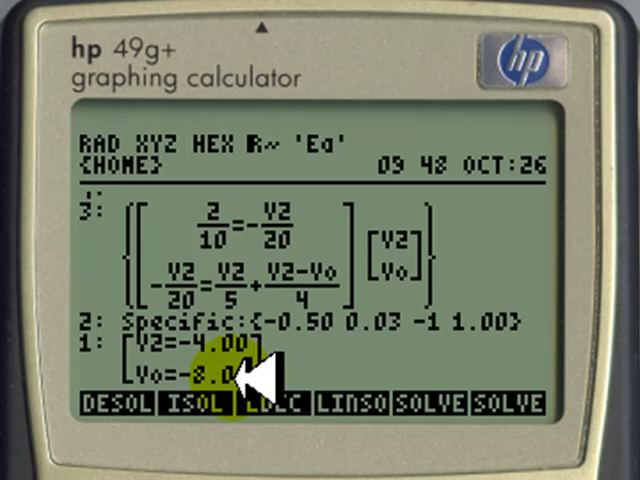 hp 49g+
graphing calculator
hp
RAD XYZ HEX R~ 'Eq'
{HOME} 09 48 OCT:26
3: {[2/10=-V2/20 [V2
-V2/20=V2/5+(V2-Vo)/4] Vo]}
2: Specific:{-0.50 0.03 -1 1.00}
1: [V2=-4.00]
[Vo=-8.0
DESOL ISOL LINSO SOLVE SOLVE